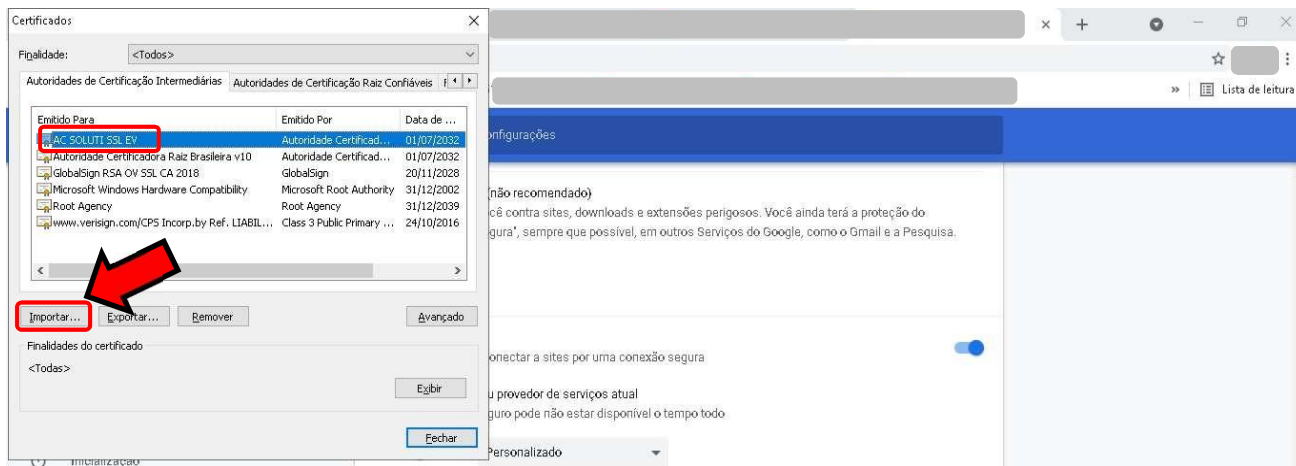 Certificados
Finalidade:
<Todos>
Autoridades de Certificação Intermediárias
Autoridades de Certificação Raiz Confiáveis
Emitido Para
Emitido Por
Data de ...
AC SOLUTI SSL EV
Autoridade Certificad...
01/07/2032
Autoridade Certificadora Raiz Brasileira v10
Autoridade Certificad...
01/07/2032
GlobalSign RSA OV SSL CA 2018
GlobalSign
20/11/2028
Microsoft Windows Hardware Compatibility
Microsoft Root Authority
31/12/2002
Root Agency
Root Agency
31/12/2039
www.verisign.com/CPS Incorp.by Ref. LIABIL...
Class 3 Public Primary ...
24/10/2016
Importar...
Exportar...
Remover
Avançado
Finalidades do certificado
<Todas>
Exibir
Fechar
Lista de leitura
onfigurações
(não recomendado)
cê contra sites, downloads e extensões perigosos. Você ainda terá a proteção do
gura", sempre que possível, em outros Serviços do Google, como o Gmail e a Pesquisa.
onectar a sites por uma conexão segura
u provedor de serviços atual
guro pode não estar disponível o tempo todo
Personalizado
Inicialização